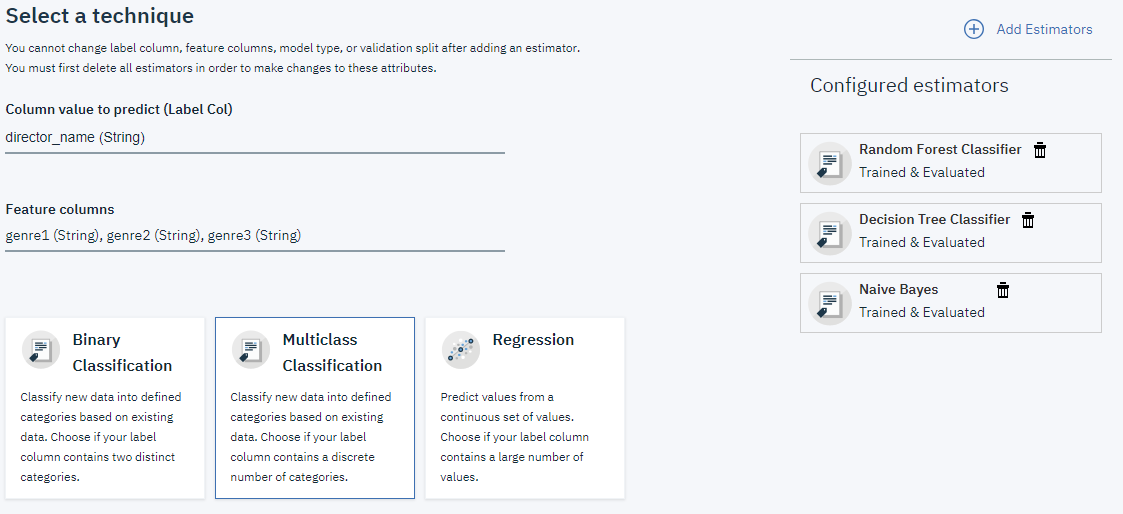 Select a technique
You cannot change label column, feature columns, model type, or validation split after adding an estimator.
You must first delete all estimators in order to make changes to these attributes.
Column value to predict (Label Col)
director_name (String)
Feature columns
genre1 (String), genre2 (String), genre3 (String)
Binary
Classification
Classify new data into defined
categories based on existing
data. Choose if your label
column contains two distinct
categories.
Multiclass
Classification
Classify new data into defined
categories based on existing
data. Choose if your label
column contains a discrete
number of categories.
Regression
Predict values from a
continuous set of values.
Choose if your label column
contains a large number of
values.
Add Estimators
Configured estimators
Random Forest Classifier
Trained & Evaluated
Decision Tree Classifier
Trained & Evaluated
Naive Bayes
Trained & Evaluated